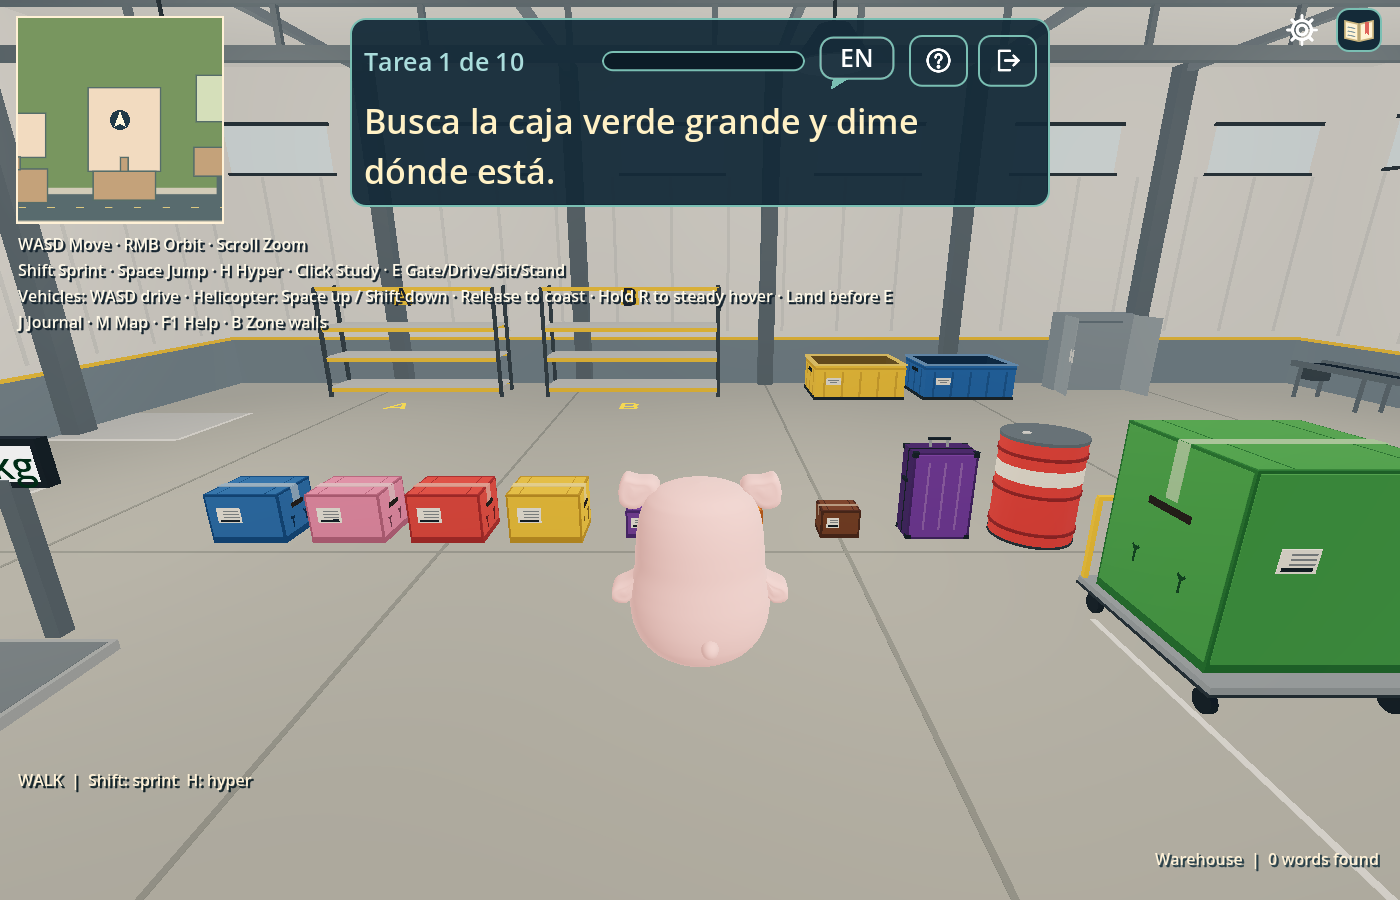 Tarea 1 de 10
EN
Busca la caja verde grande y dime
dónde está.
WASD Move · RMB Orbit · Scroll Zoom
Shift Sprint · Space Jump · H Hyper · Click Study · E Gate/Drive/Sit/Stand
Vehicles: WASD drive · Helicopter: Space up / Shift down · Release to coast · Hold R to steady hover · Land before E
J Journal · M Map · F1 Help · B Zone walls
A
B
kg
WALK | Shift: sprint H: hyper
Warehouse | 0 words found